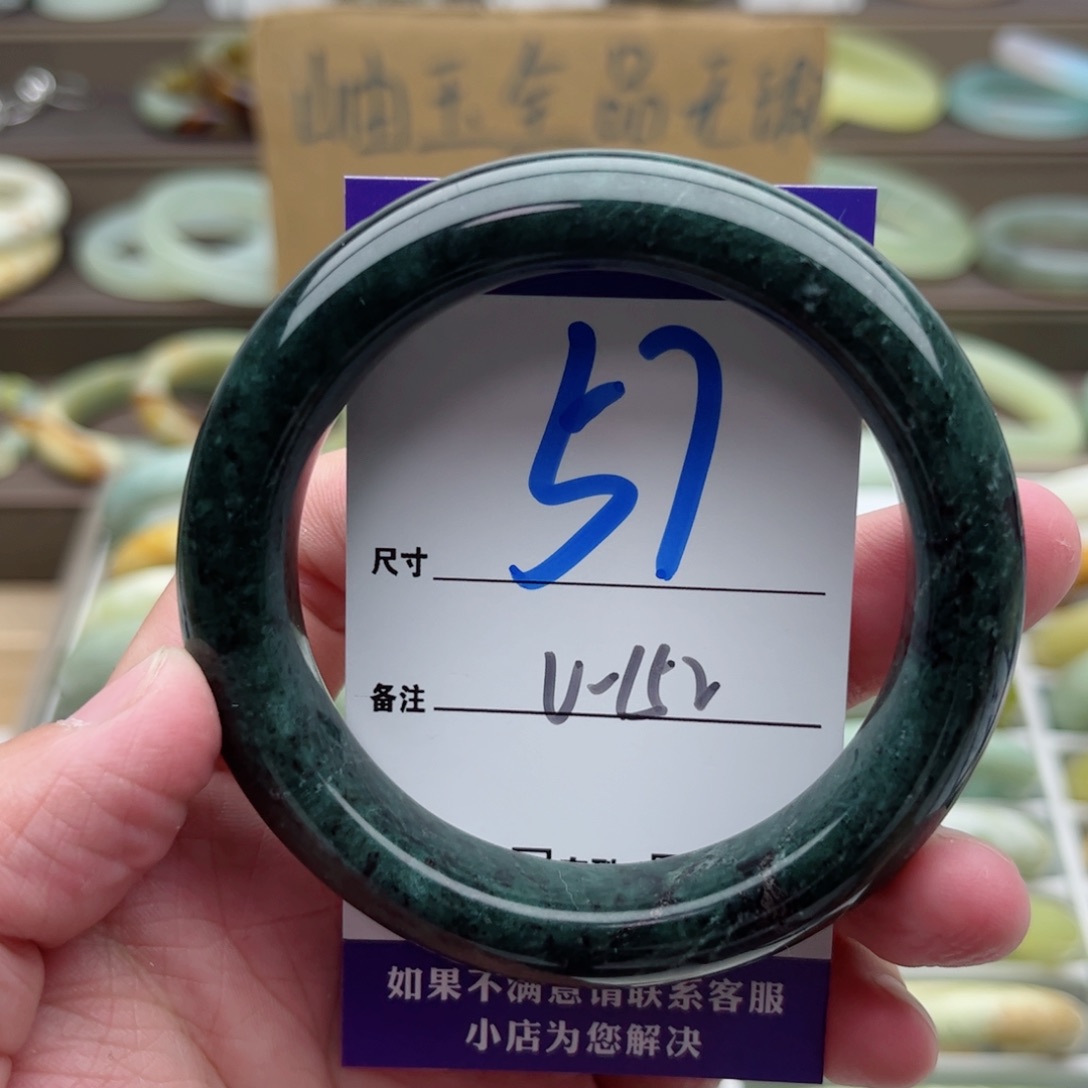 岫玉全品无镶
57
尺寸
备注 U-152
如果不满意请联系客服
小店为您解决